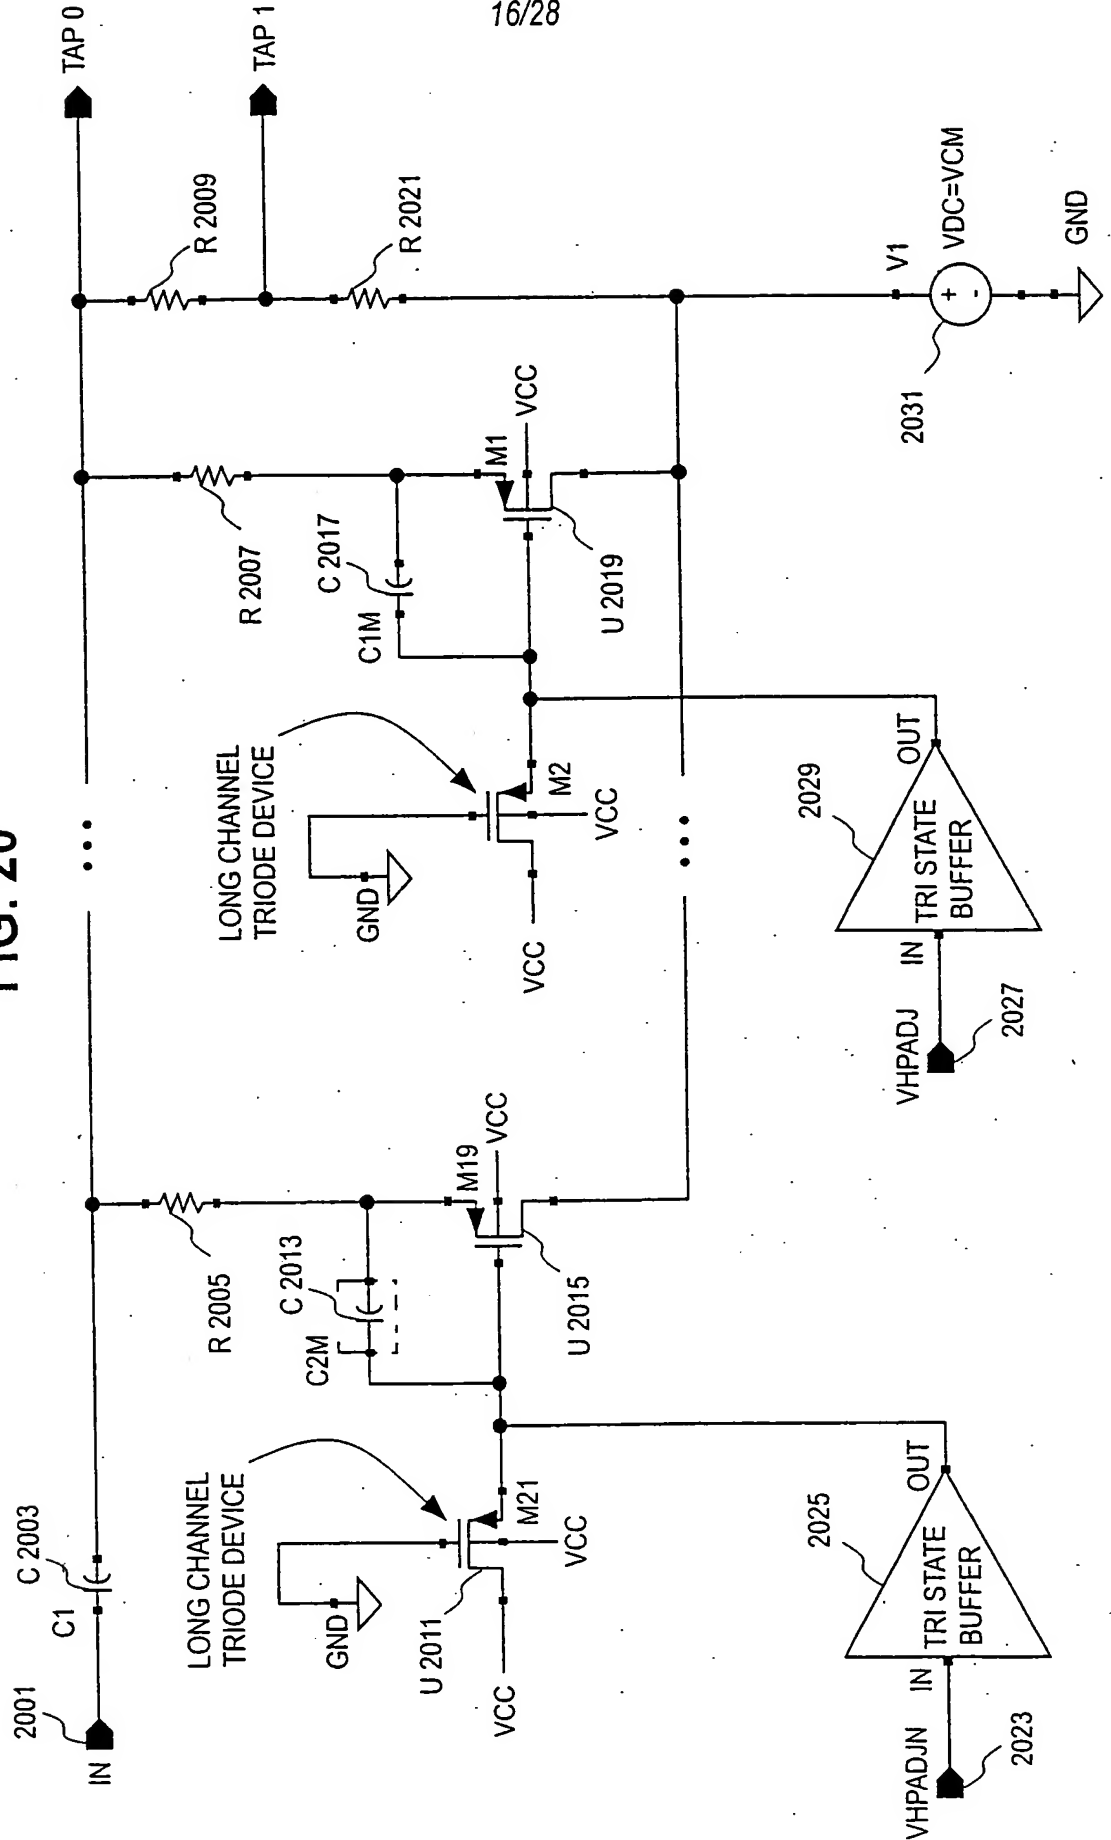 16/28
FIG. 20
TAP 0
TAP 1
R 2009
R 2021
V1
VDC=VCM
2031
GND
R 2007
C 2017
C1M
M1
VCC
U 2019
LONG CHANNEL
TRIODE DEVICE
GND
M2
VCC
VCC
OUT
TRI STATE
BUFFER
2029
IN
VHPADJ
2027
R 2005
C 2013
C2M
M19
VCC
U 2015
LONG CHANNEL
TRIODE DEVICE
GND
U 2011
M21
VCC
VCC
OUT
TRI STATE
BUFFER
2025
IN
VHPADJN
2023
C 2003
C1
2001
IN